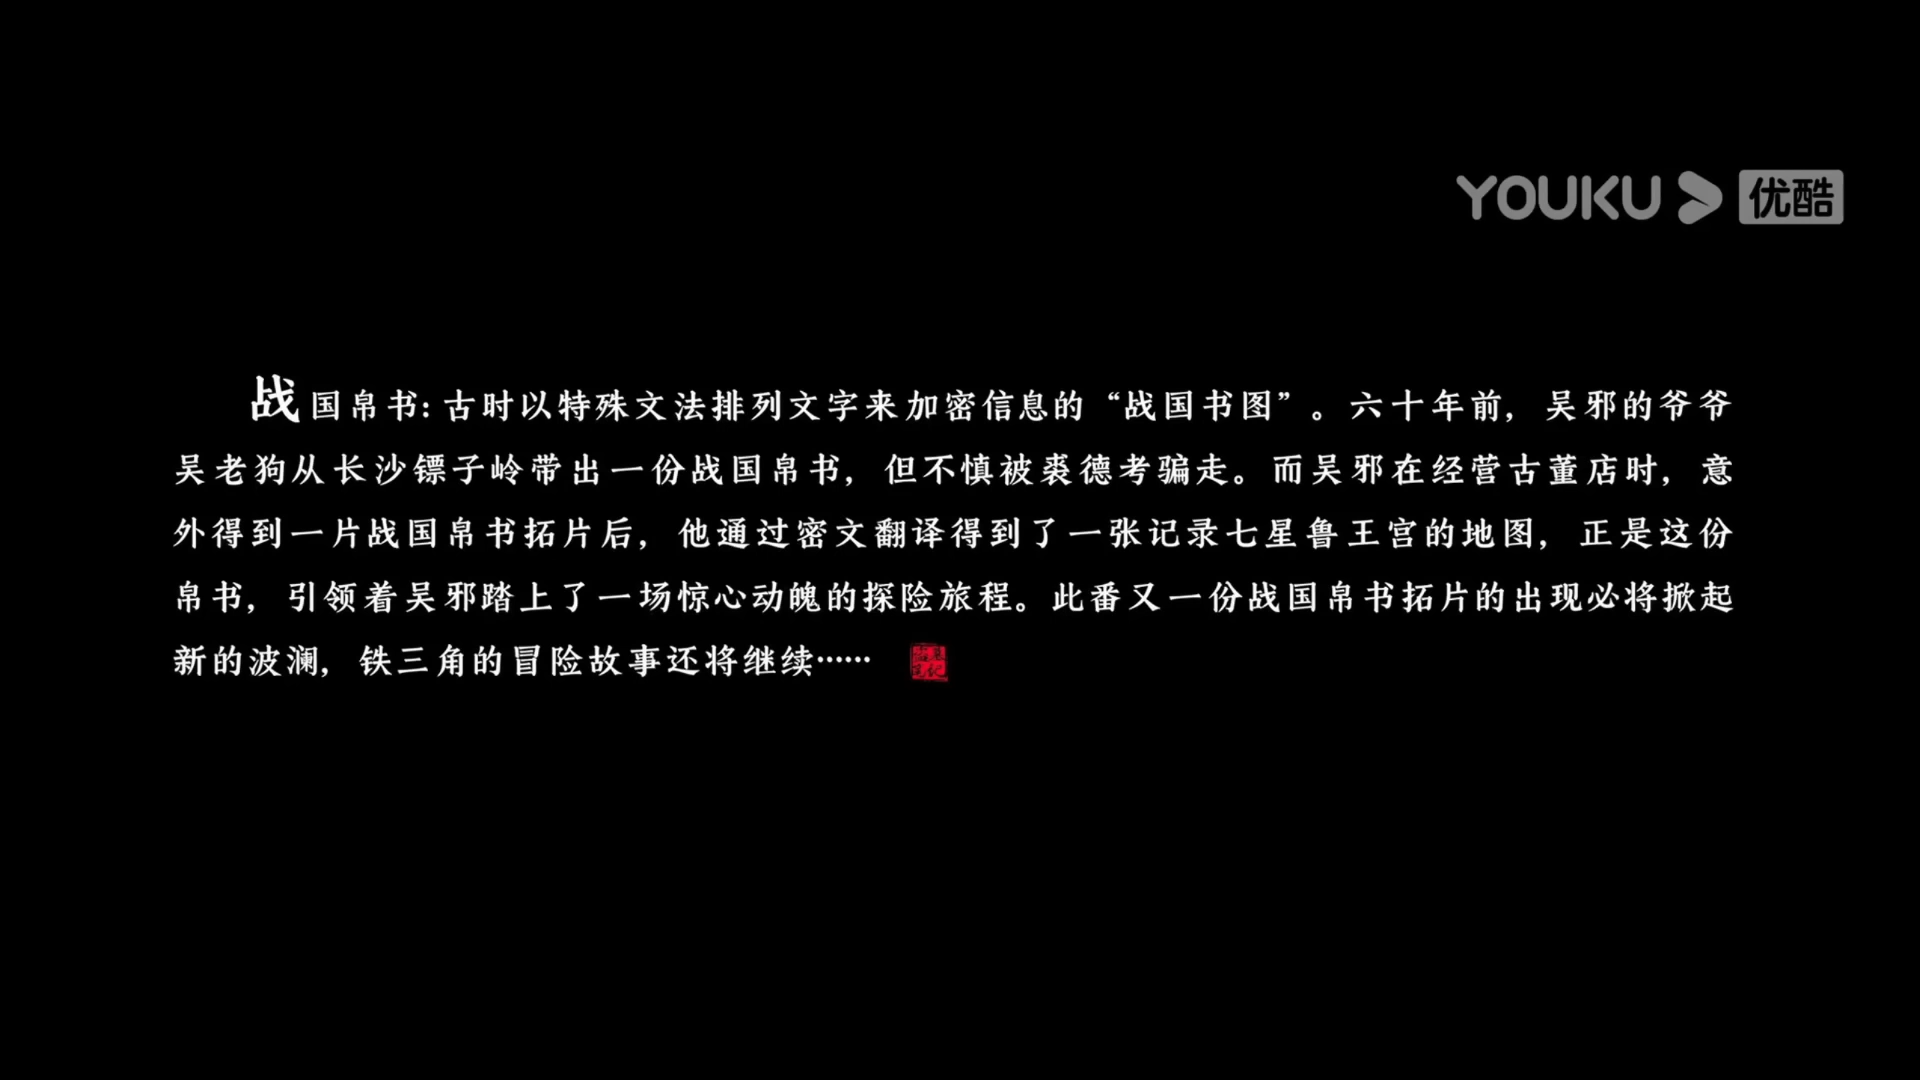 YOUKU 优酷
战国帛书:古时以特殊文法排列文字来加密信息的“战国书图”。六十年前,吴邪的爷爷
吴老狗从长沙镖子岭带出一份战国帛书,但不慎被裘德考骗走。而吴邪在经营古董店时,意
外得到一片战国帛书拓片后,他通过密文翻译得到了一张记录七星鲁王宫的地图,正是这份
帛书,引领着吴邪踏上了一场惊心动魄的探险旅程。此番又一份战国帛书拓片的出现必将掀起
新的波澜,铁三角的冒险故事还将继续……